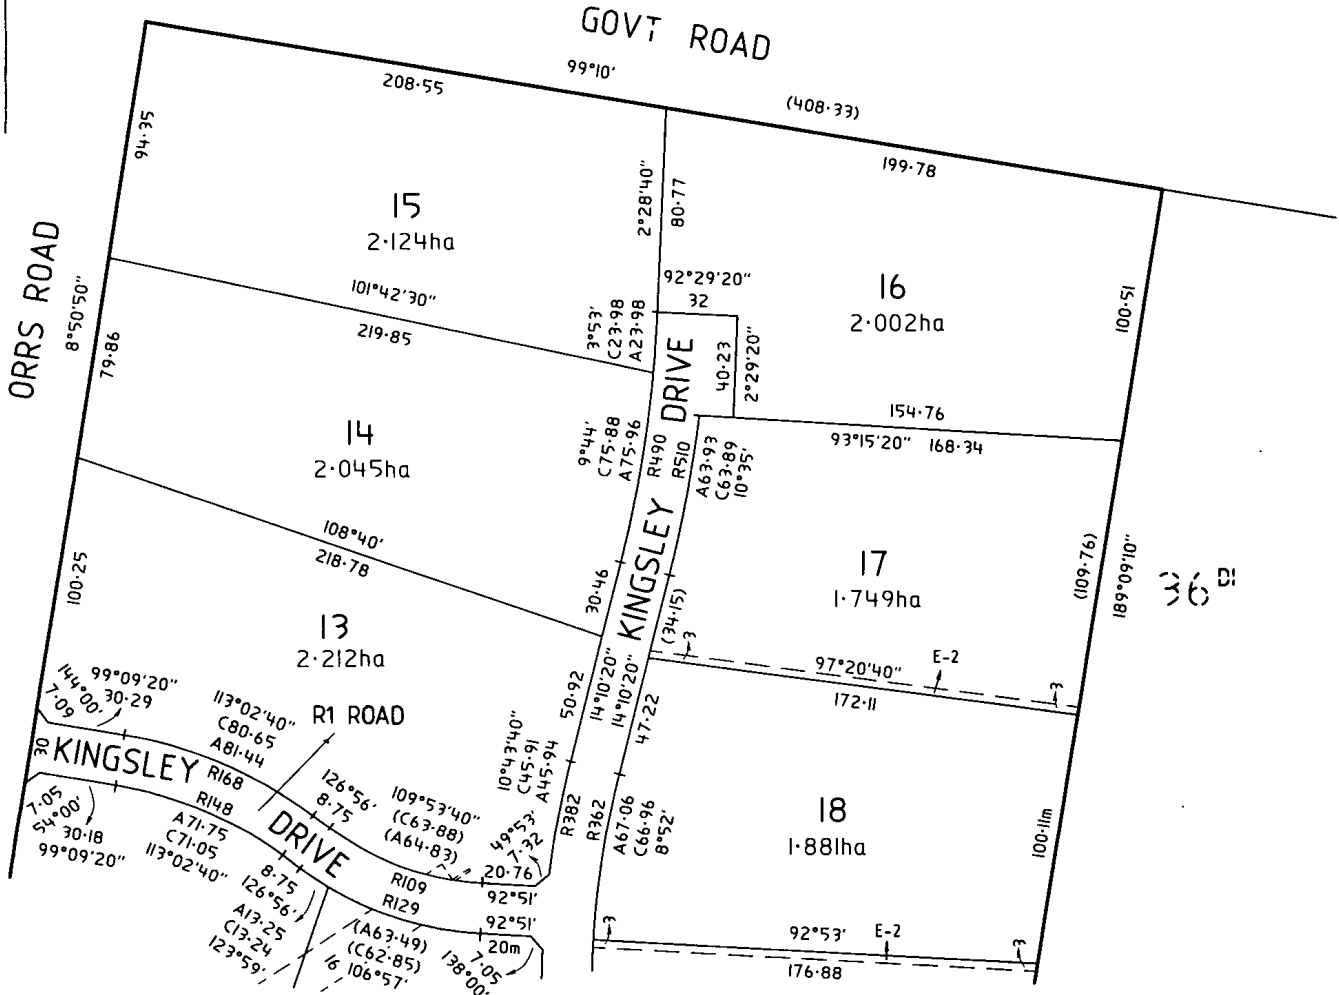 GOVT ROAD
99°10'
208·55
(408·33)
199·78
94·35
15
2·124ha
2°28'40"
80·77
92°29'20"
32
16
2·002ha
100·51
ORRS ROAD
8°50'50"
79·86
101°42'30"
219·85
3°53'
C23·98
A23·98
40·23
2°29'20"
154·76
93°15'20" 168·34
14
2·045ha
9°44'
C75·88
A75·96
R490
R510
A63·93
C63·89
10°35'
KINGSLEY DRIVE
108°40'
218·78
100·25
30·46
(34·15)
17
1·749ha
(109·76)
189°09'10"
36 D1
13
2·212ha
3
97°20'40"
E-2
3
172·11
14°10'20"
14°10'20"
50·92
47·22
144°00'
7·09
99°09'20"
30·29
113°02'40"
C80·65
A81·44
R1 ROAD
30
KINGSLEY DRIVE
R168
R148
126°56'
8·75
109°53'40"
(C63·88)
(A64·83)
10°43'40"
C45·91
A45·94
49°53'
7·32
R382
R362
A67·06
C66·96
8°52'
18
1·881ha
100·11m
7·05
54°00'
30·18
99°09'20"
A71·75
C71·05
113°02'40"
8·75
126°56'
A13·25
C13·24
123°59'
R109
R129
20·76
92°51'
92°51'
20m
(A63·49)
(C62·85)
16 106°57'
7·05
138°00'
3
92°53'
E-2
3
176·88